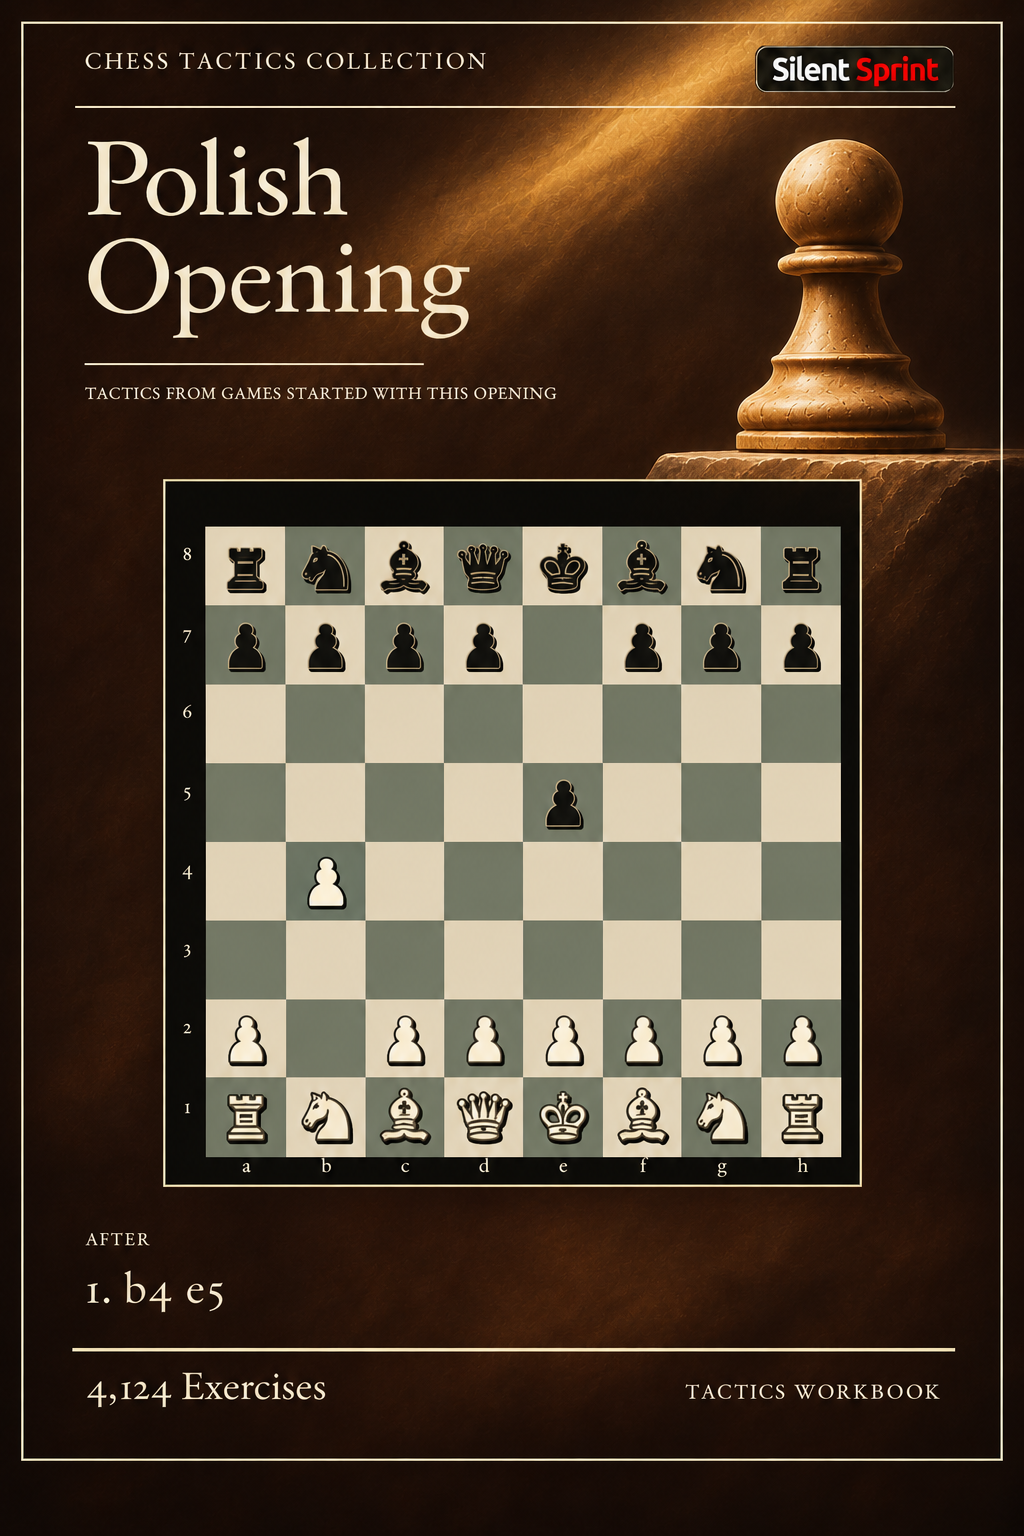 CHESS TACTICS COLLECTION
Silent Sprint
Polish
Opening
TACTICS FROM GAMES STARTED WITH THIS OPENING
8
7
6
5
4
3
2
1
a b c d e f g h
AFTER
1. b4 e5
4,124 Exercises
TACTICS WORKBOOK